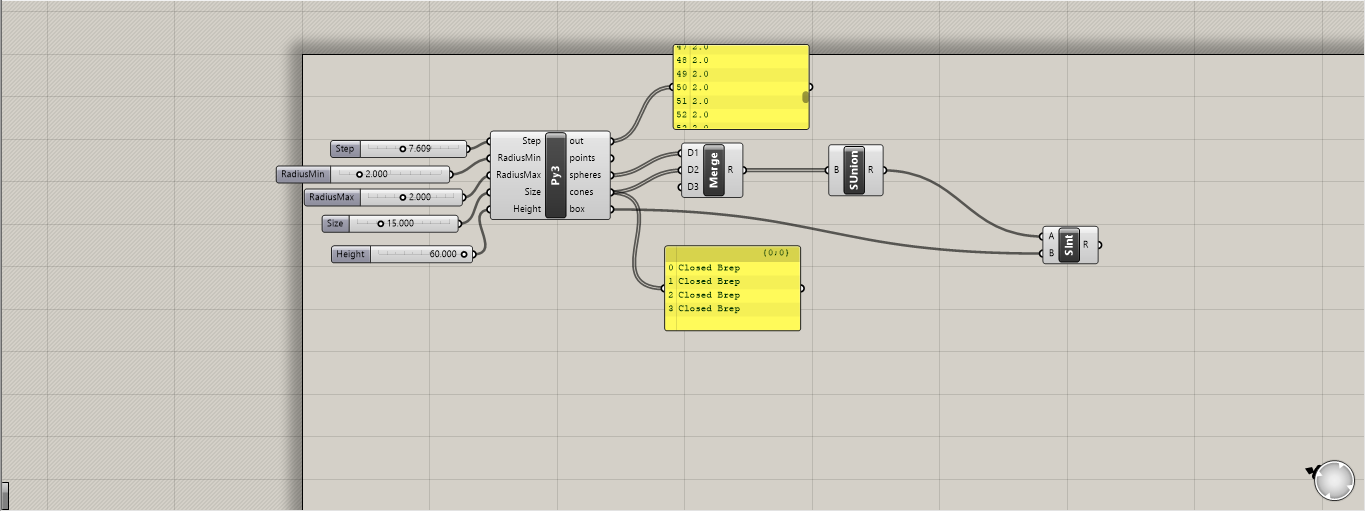 47 2.0
48 2.0
49 2.0
50 2.0
51 2.0
52 2.0
Step 7.609
RadiusMin 2.000
RadiusMax 2.000
Size 15.000
Height 60.000
Step out
RadiusMin points
RadiusMax spheres
Size cones
Height box
Py3
D1
D2
D3
Merge
R
B
SUnion
R
A
B
SInt
R
{0;0}
0 Closed Brep
1 Closed Brep
2 Closed Brep
3 Closed Brep